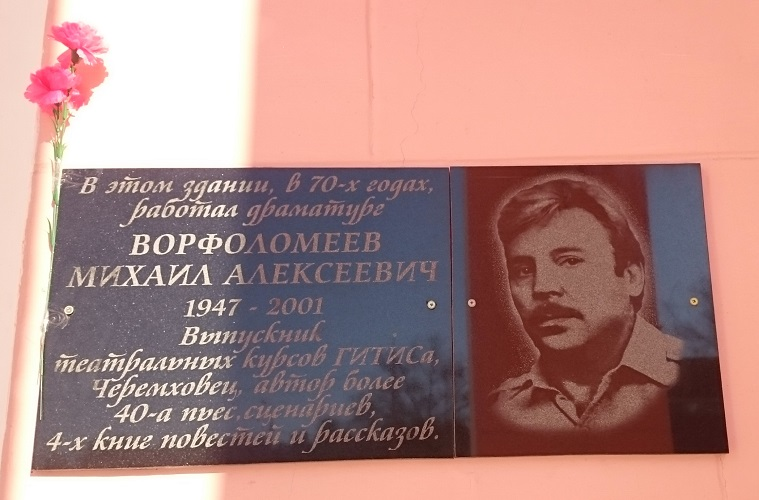 В этом здании, в 70-х годах,
работал драматург
ВОРФОЛОМЕЕВ
МИХАИЛ АЛЕКСЕЕВИЧ
1947 - 2001
Выпускник
театральных курсов ГИТИСа,
Черемховец, автор более
40-а пьес, сценариев,
4-х книг повестей и рассказов.